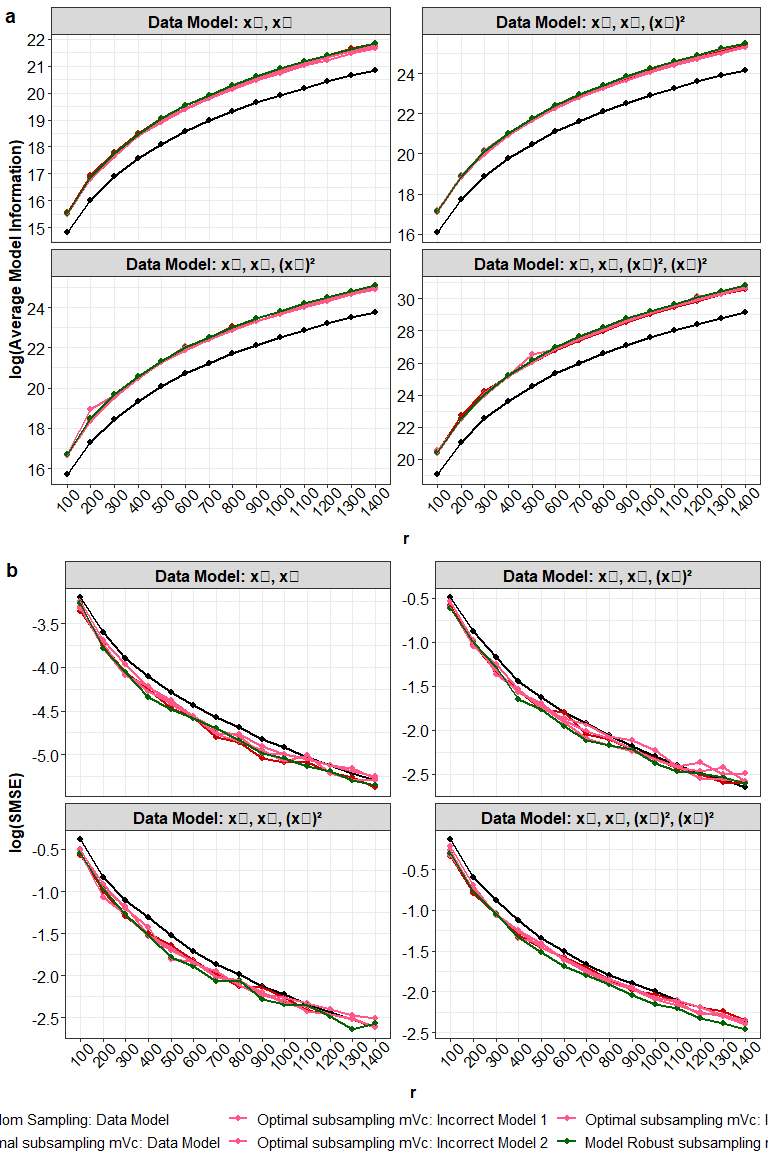 a
Data Model: x▯, x▯
Data Model: x▯, x▯, (x▯)²
22
21
20
19
18
17
16
15
24
22
20
18
16
log(Average Model Information)
Data Model: x▯, x▯, (x▯)²
Data Model: x▯, x▯, (x▯)², (x▯)²
24
22
20
18
16
30
28
26
24
22
20
100 200 300 400 500 600 700 800 900 1000 1100 1200 1300 1400
100 200 300 400 500 600 700 800 900 1000 1100 1200 1300 1400
r
b
Data Model: x▯, x▯
Data Model: x▯, x▯, (x▯)²
-3.5
-4.0
-4.5
-5.0
-0.5
-1.0
-1.5
-2.0
-2.5
log(SMSE)
Data Model: x▯, x▯, (x▯)²
Data Model: x▯, x▯, (x▯)², (x▯)²
-0.5
-1.0
-1.5
-2.0
-2.5
-0.5
-1.0
-1.5
-2.0
-2.5
100 200 300 400 500 600 700 800 900 1000 1100 1200 1300 1400
100 200 300 400 500 600 700 800 900 1000 1100 1200 1300 1400
r
lom Sampling: Data Model Optimal subsampling mVc: Incorrect Model 1 Optimal subsampling mVc:
mal subsampling mVc: Data Model Optimal subsampling mVc: Incorrect Model 2 Model Robust subsampling